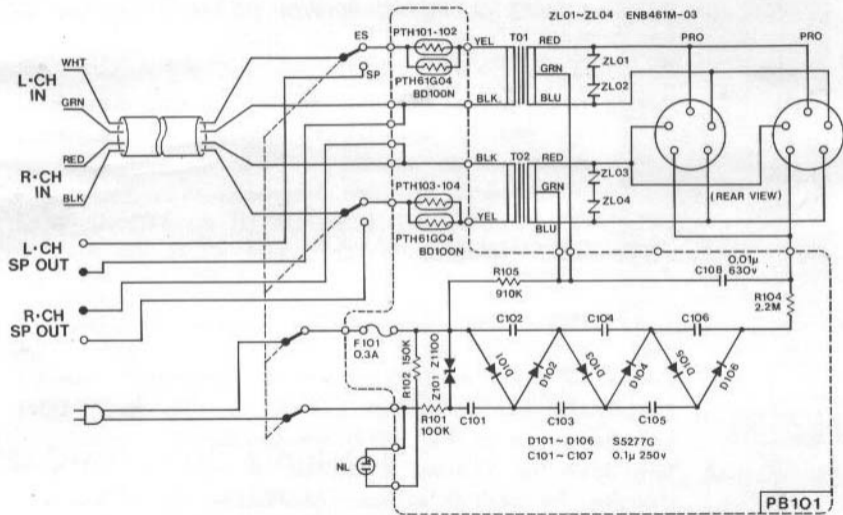 ZL01~ZL04 ENB461M-03
PRO
PRO
ES
SP
PTH101-102
PTH61G04
BD100N
YEL
BLK.
T01
RED
GRN
BLU
ZL01
ZL02
WHT
L·CH
IN
GRN
RED
R·CH
IN
BLK
BLK
T02
RED
GRN
YEL
BLU
ZL03
ZL04
(REAR VIEW)
PTH103-104
PTH61G04
BD100N
L·CH
SP OUT
R·CH
SP OUT
R105
910K
0.01μ
C108 630v
R104
2.2M
C102
C104
C106
F101
0.3A
R102 150K
Z101 Z1100
D101
D102
D103
D104
D105
D106
R101
100K
C101
C103
C105
NL
D101~D106 S5277G
C101~C107 0.1μ 250v
PB101